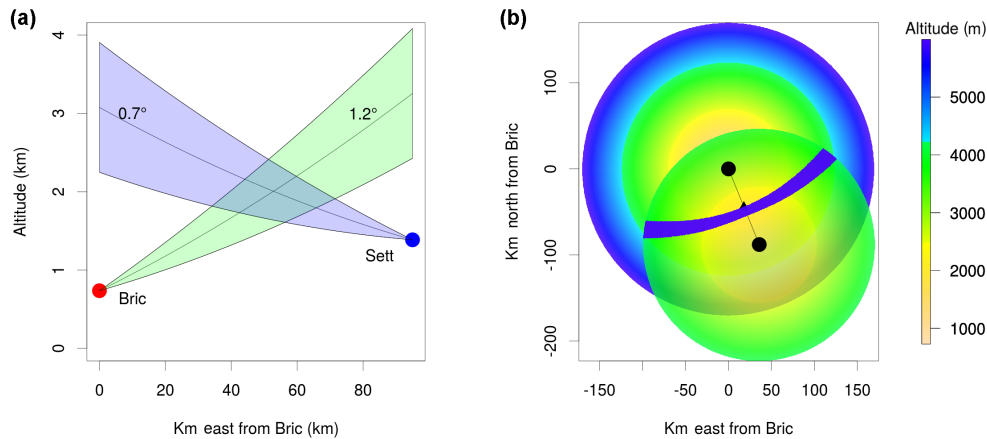 (a)
4
3
2
1
0
Altitude (km)
0.7°
1.2°
Sett
Bric
0 20 40 60 80
Km east from Bric (km)
(b)
100
0
-100
-200
Km north from Bric
-150 -50 0 50 100 150
Km east from Bric
Altitude (m)
5000
4000
3000
2000
1000